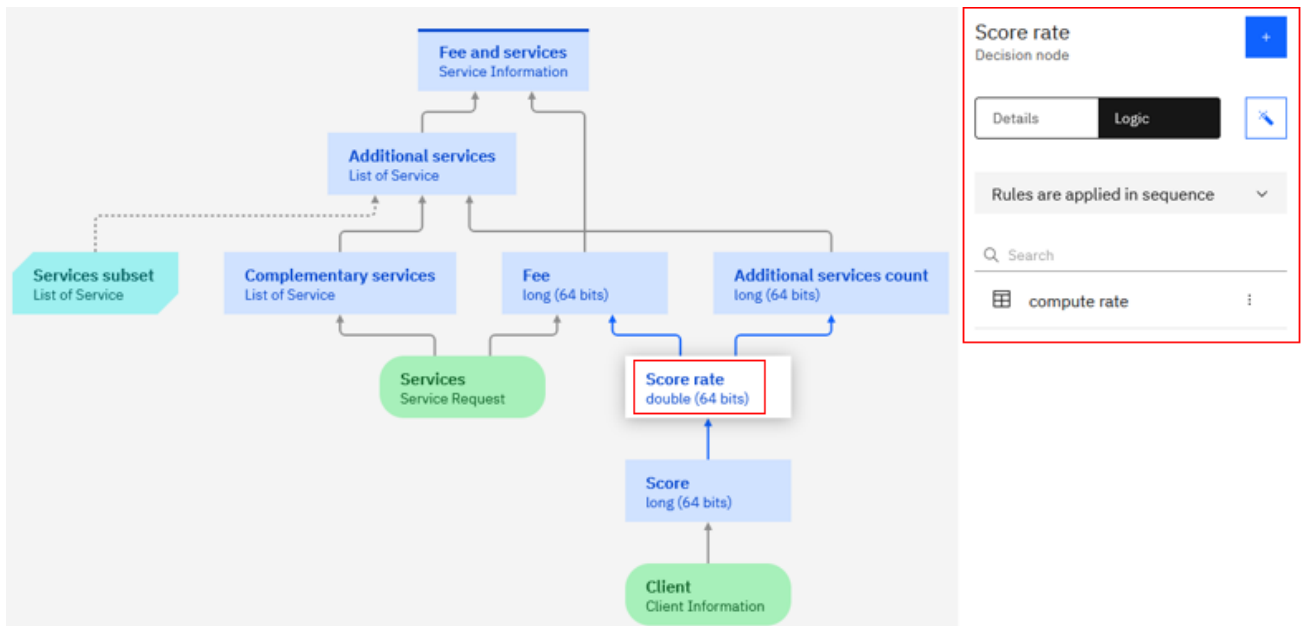 Fee and services
Service Information
Additional services
List of Service
Services subset
List of Service
Complementary services
List of Service
Fee
long (64 bits)
Additional services count
long (64 bits)
Services
Service Request
Score rate
double (64 bits)
Score
long (64 bits)
Client
Client Information
Score rate
Decision node
+
Details
Logic
Rules are applied in sequence
Search
compute rate